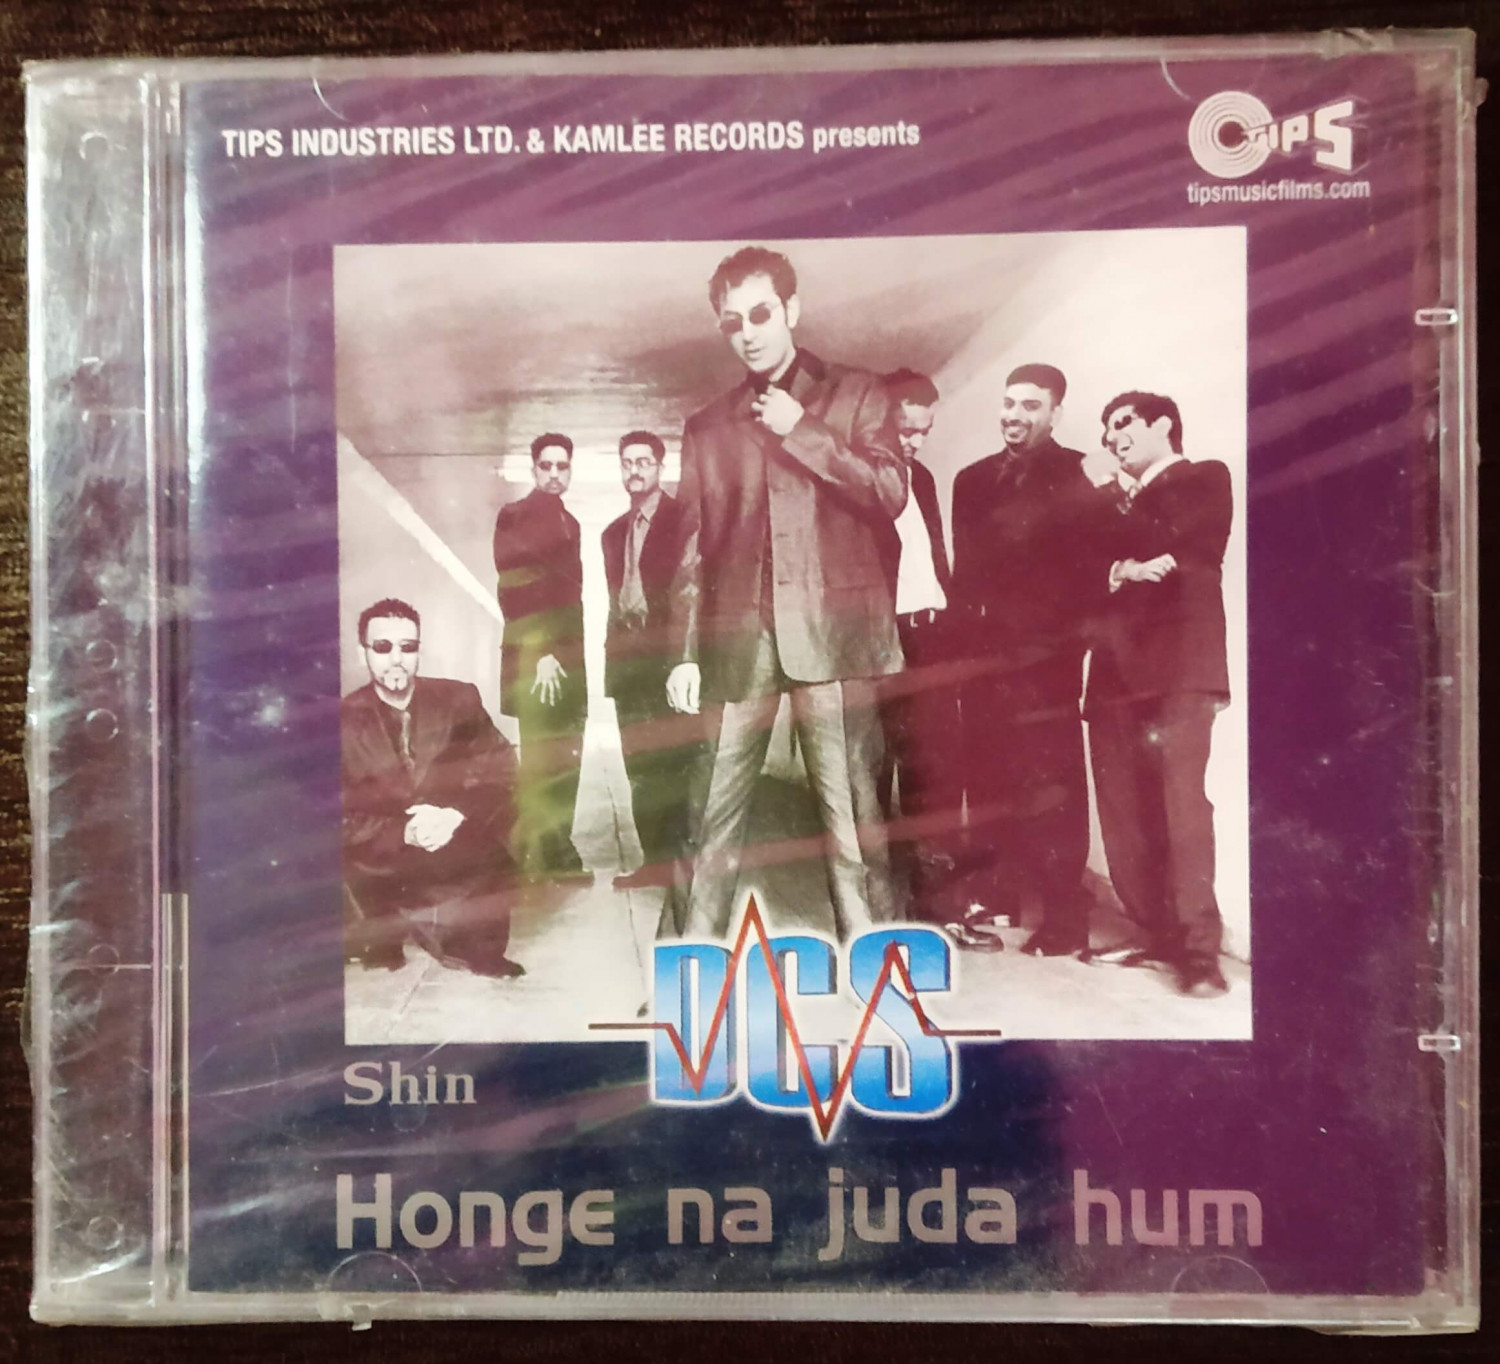 TIPS INDUSTRIES LTD. & KAMLEE RECORDS presents
TIPS
tipsmusicfilms.com
DCS
Shin
Honge na juda hum